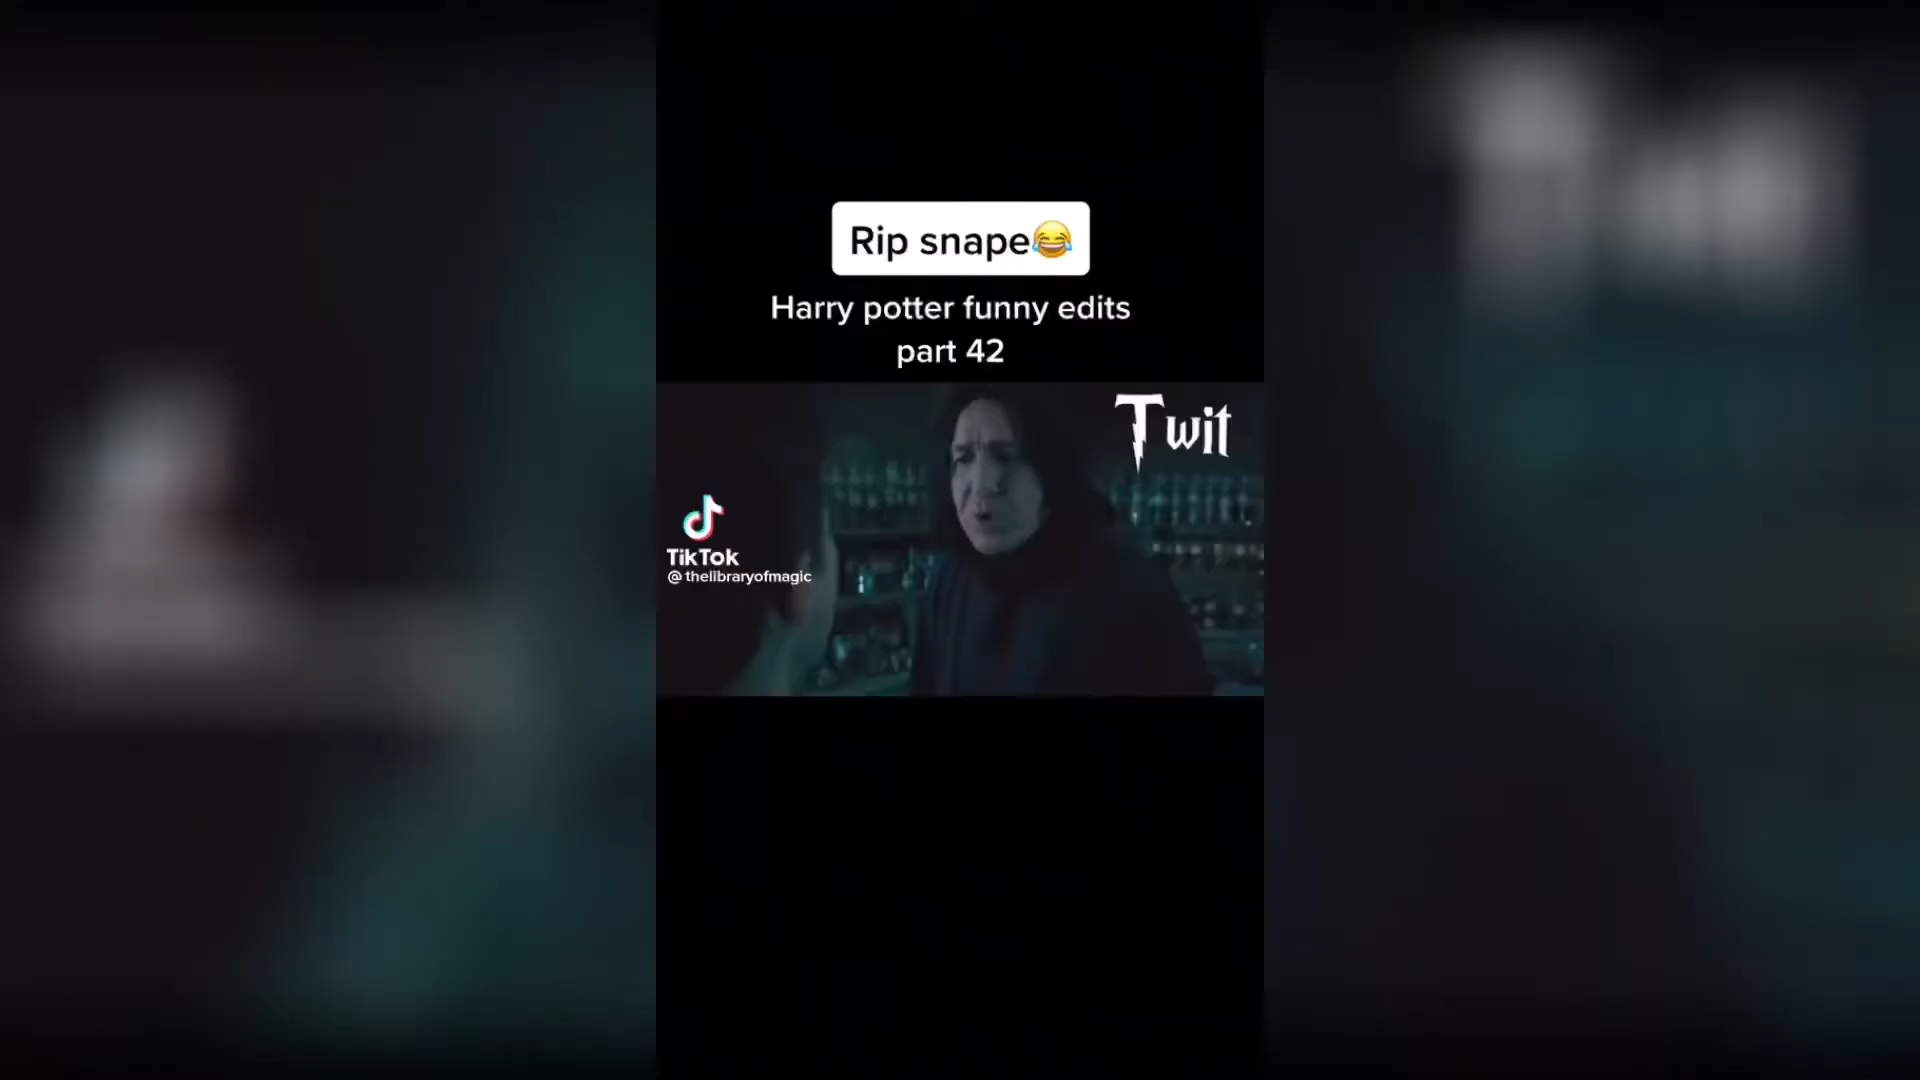 Rip snape😂
Harry potter funny edits
part 42
Twit
TikTok
@thelibraryofmagic